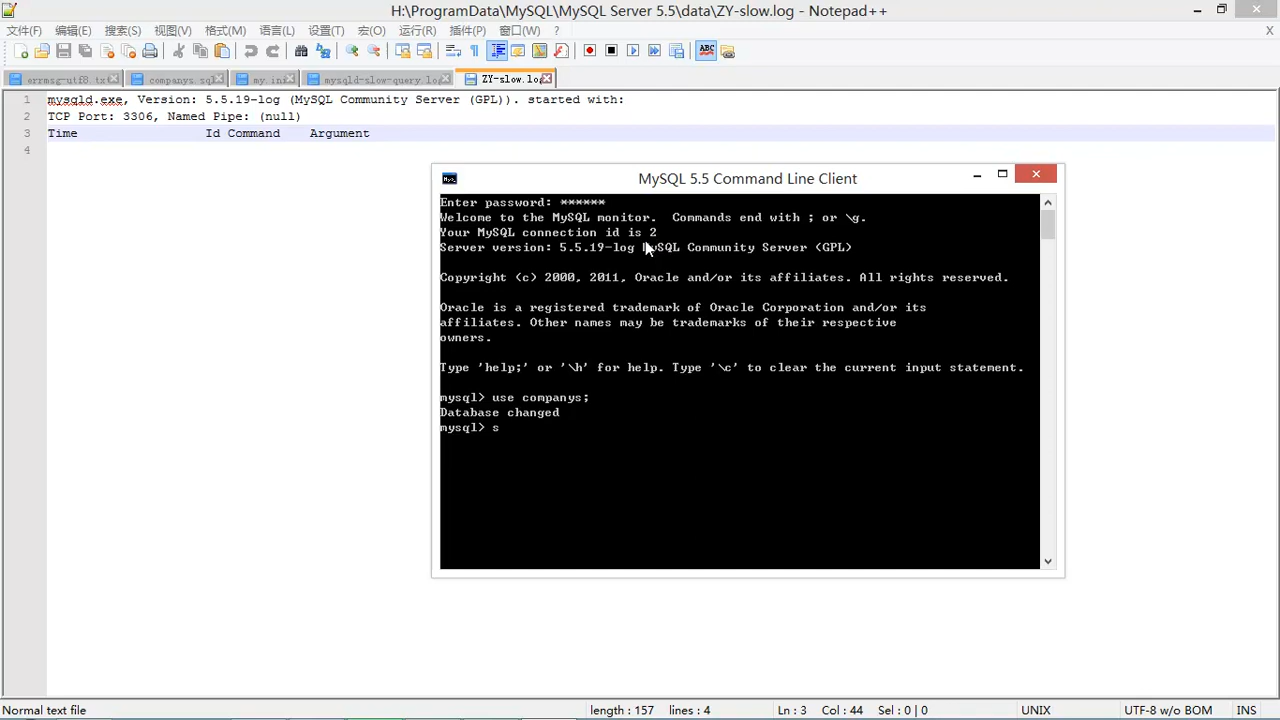 H:\ProgramData\MySQL\MySQL Server 5.5\data\ZY-slow.log - Notepad++
文件(F) 编辑(E) 搜索(S) 视图(V) 格式(M) 语言(L) 设置(T) 宏(O) 运行(R) 插件(P) 窗口(W) ? X
errmsg-utf8.txt companys.sql my.ini mysqld-slow-query.log ZY-slow.log
1 mysqld.exe, Version: 5.5.19-log (MySQL Community Server (GPL)). started with:
2 TCP Port: 3306, Named Pipe: (null)
3 Time Id Command Argument
4
MySQL 5.5 Command Line Client
Enter password: ******
Welcome to the MySQL monitor.  Commands end with ; or \g.
Your MySQL connection id is 2
Server version: 5.5.19-log MySQL Community Server (GPL)
Copyright (c) 2000, 2011, Oracle and/or its affiliates. All rights reserved.
Oracle is a registered trademark of Oracle Corporation and/or its
affiliates. Other names may be trademarks of their respective
owners.
Type 'help;' or '\h' for help. Type '\c' to clear the current input statement.
mysql> use companys;
Database changed
mysql> s
Normal text file length : 157 lines : 4 Ln : 3 Col : 44 Sel : 0 | 0 UNIX UTF-8 w/o BOM INS